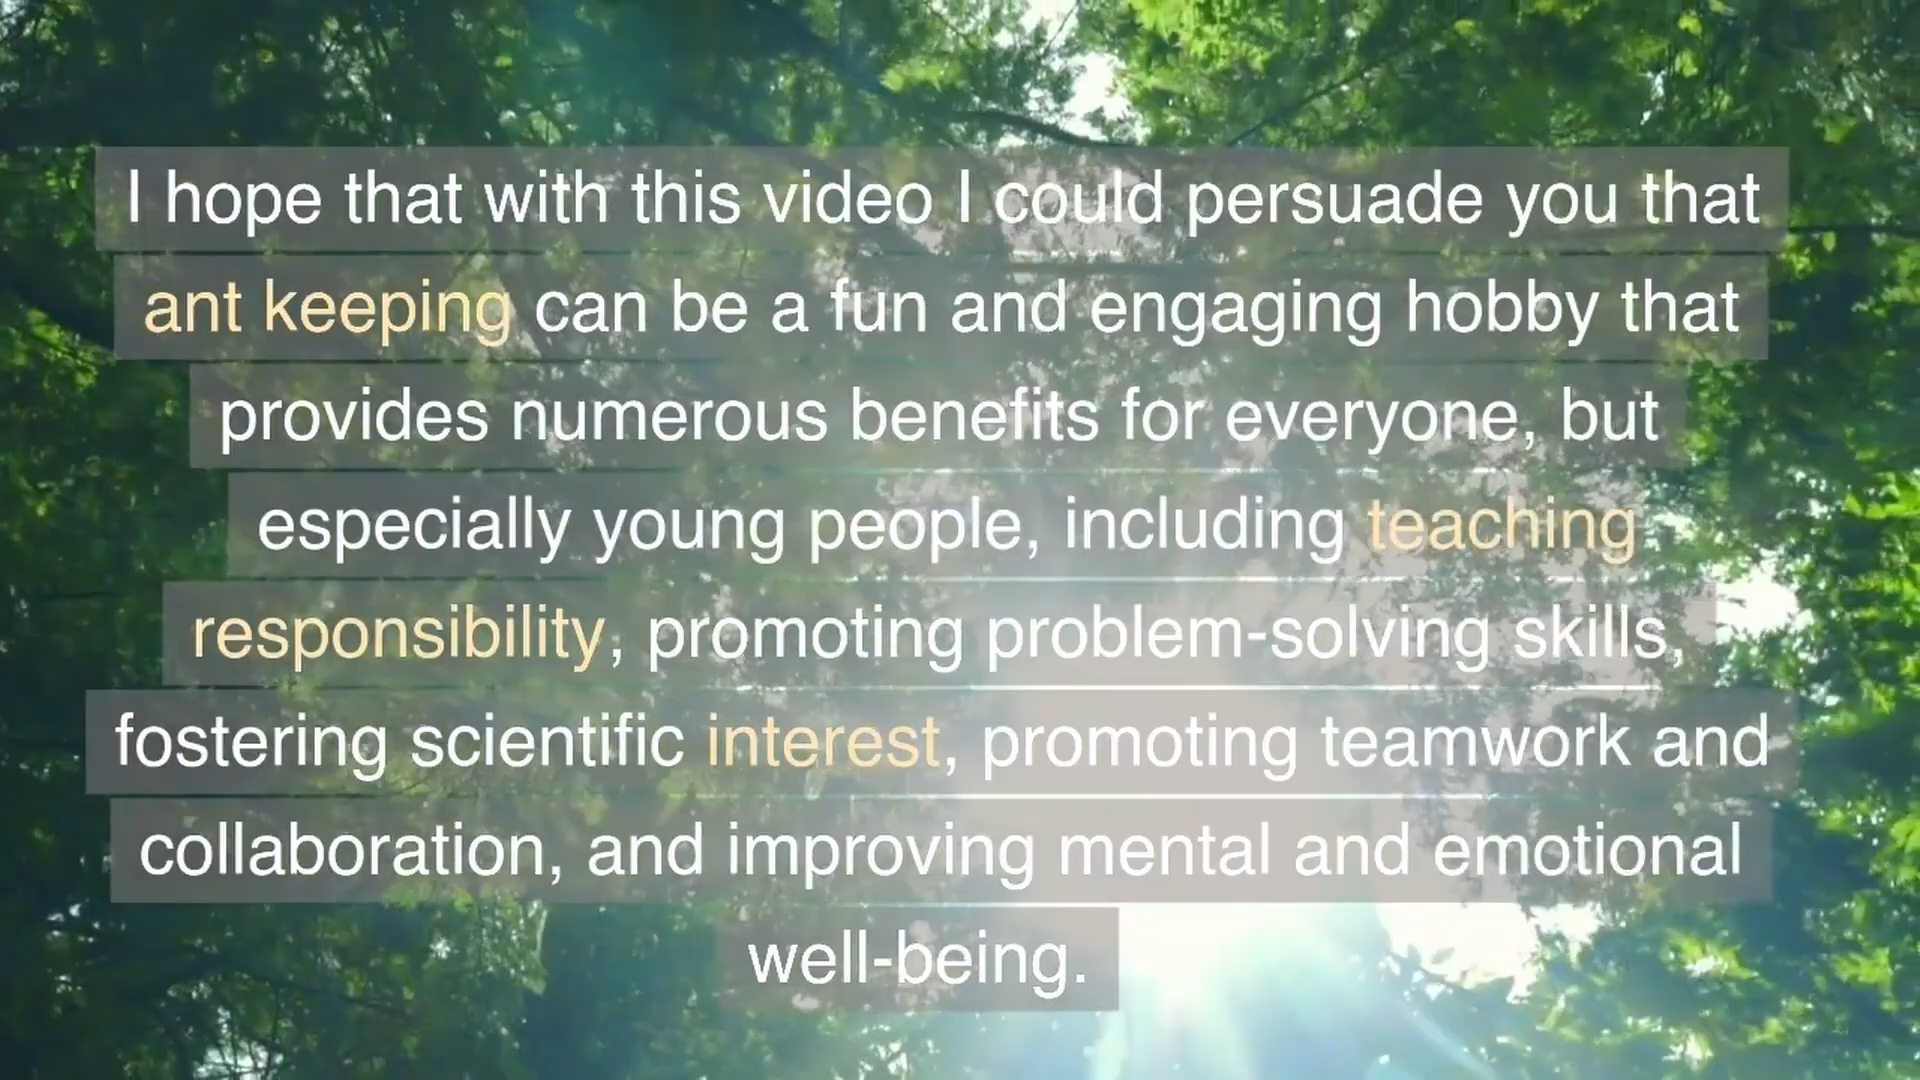 I hope that with this video I could persuade you that
ant keeping can be a fun and engaging hobby that
provides numerous benefits for everyone, but
especially young people, including teaching
responsibility, promoting problem-solving skills,
fostering scientific interest, promoting teamwork and
collaboration, and improving mental and emotional
well-being.